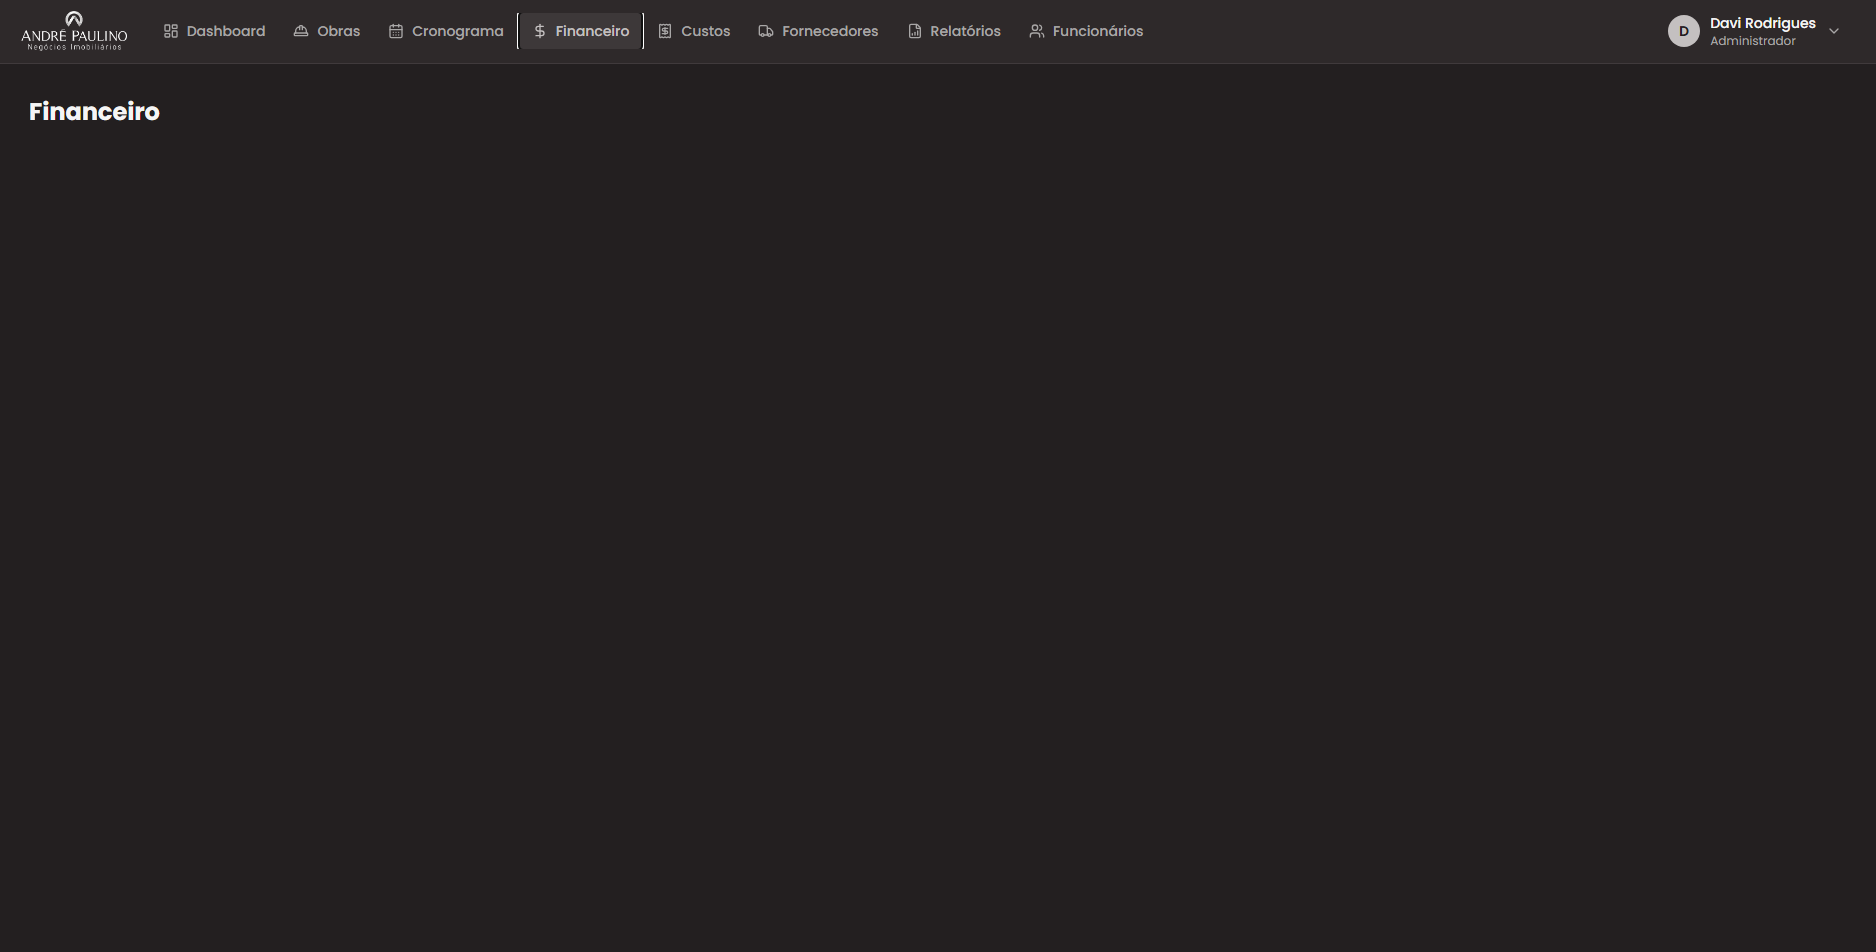 ANDRÉ PAULINO
Negócios Imobiliários
Dashboard
Obras
Cronograma
Financeiro
Custos
Fornecedores
Relatórios
Funcionários
D
Davi Rodrigues
Administrador
Financeiro